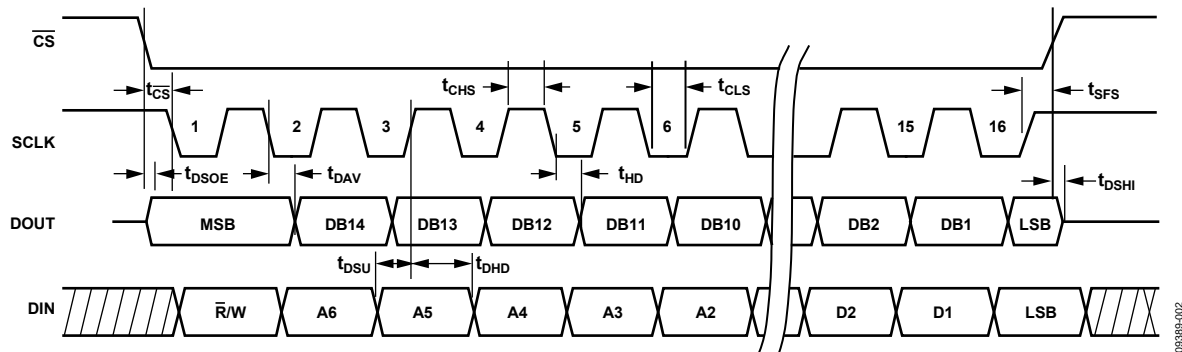 CS
tCS
tCHS
tCLS
tSFS
SCLK
1
2
3
4
5
6
15
16
tDSOE
tDAV
tHD
tDSHI
DOUT
MSB
DB14
DB13
DB12
DB11
DB10
DB2
DB1
LSB
tDSU
tDHD
DIN
R/W
A6
A5
A4
A3
A2
D2
D1
LSB
09389-002